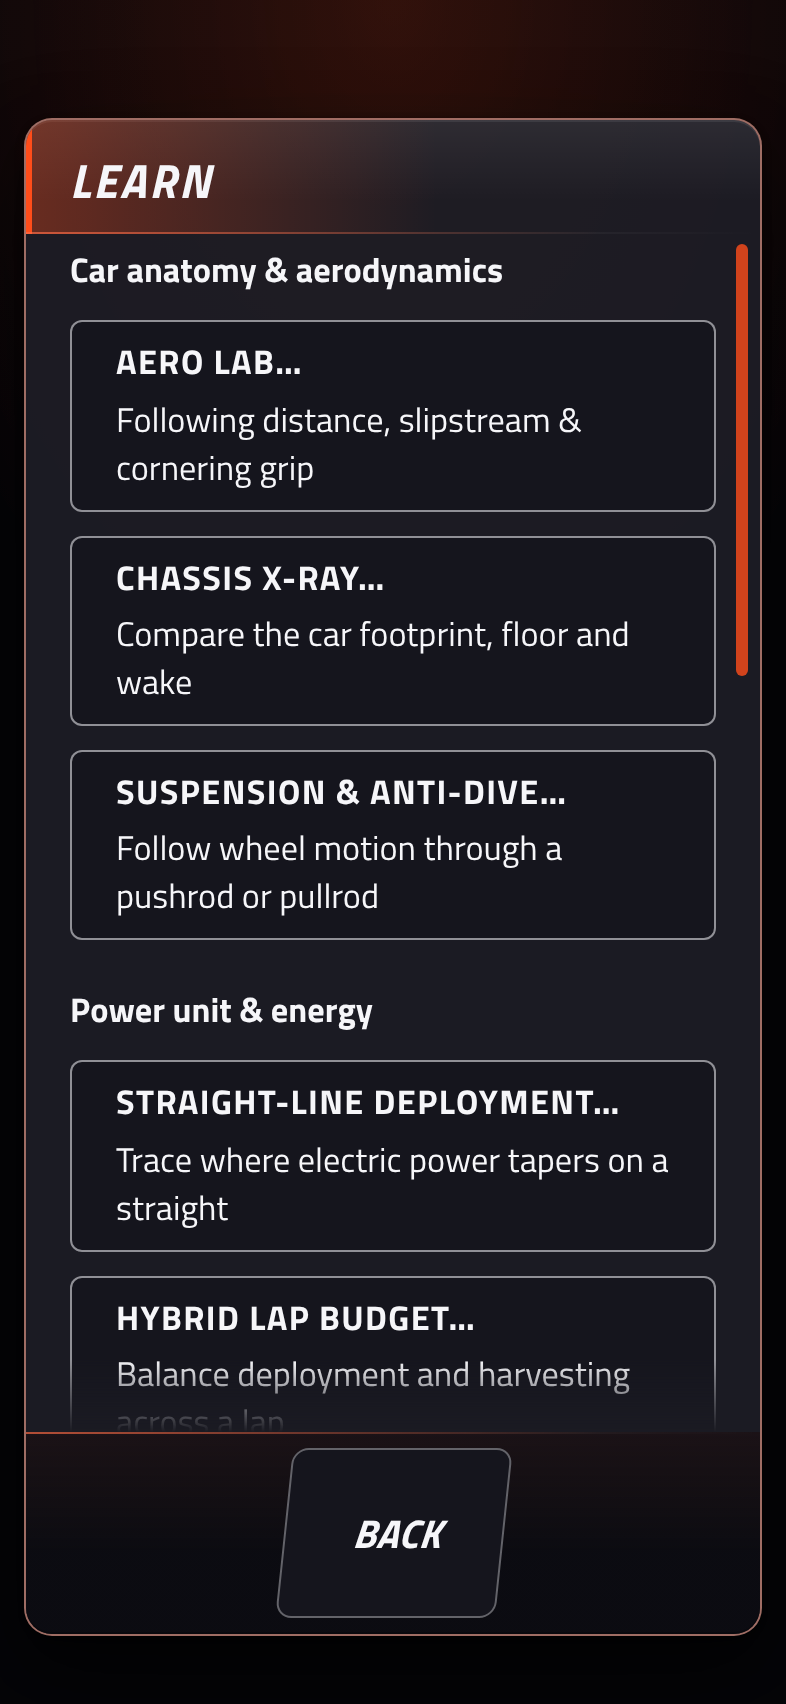 LEARN
Car anatomy & aerodynamics
AERO LAB...
Following distance, slipstream &
cornering grip
CHASSIS X-RAY...
Compare the car footprint, floor and
wake
SUSPENSION & ANTI-DIVE...
Follow wheel motion through a
pushrod or pullrod
Power unit & energy
STRAIGHT-LINE DEPLOYMENT...
Trace where electric power tapers on a
straight
HYBRID LAP BUDGET...
Balance deployment and harvesting
across a lap
BACK